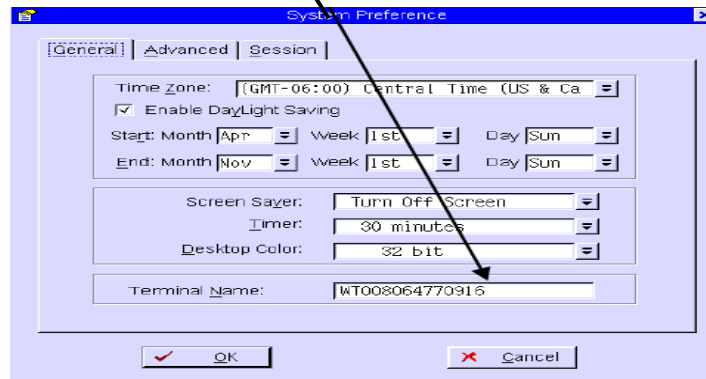 System Preference
General Advanced Session
Time Zone: (GMT-06:00) Central Time (US & Ca
Enable DayLight Saving
Start: Month Apr Week 1st Day Sun
End: Month Nov Week 1st Day Sun
Screen Saver: Turn Off Screen
Timer: 30 minutes
Desktop Color: 32 bit
Terminal Name: WT008064770916
OK Cancel